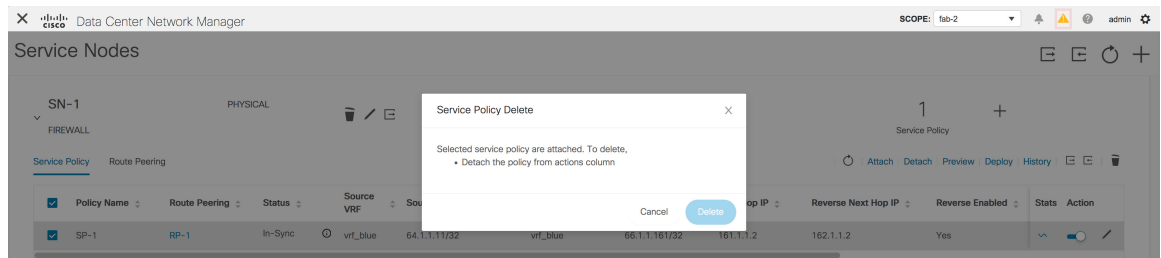 cisco Data Center Network Manager SCOPE: fab-2 admin
Service Nodes
SN-1 PHYSICAL
FIREWALL
1
Service Policy
Service Policy Delete
Selected service policy are attached. To delete,
• Detach the policy from actions column
Cancel Delete
Service Policy Route Peering Attach Detach Preview Deploy History
Policy Name Route Peering Status Source VRF Sou op IP Reverse Next Hop IP Reverse Enabled Stats Action
SP-1 RP-1 In-Sync vrf_blue 64.1.1.11/32 vrf_blue 66.1.1.161/32 161.1.1.2 162.1.1.2 Yes